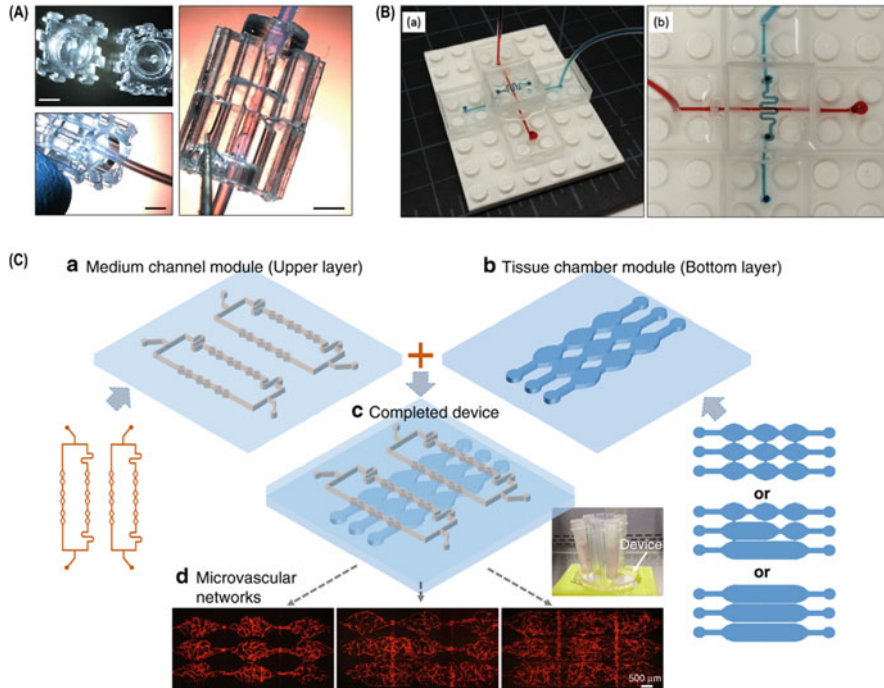 (A)
(B)
(a)
(b)
(C)
a Medium channel module (Upper layer)
b Tissue chamber module (Bottom layer)
c Completed device
or
Device
or
d Microvascular
networks
500 µm